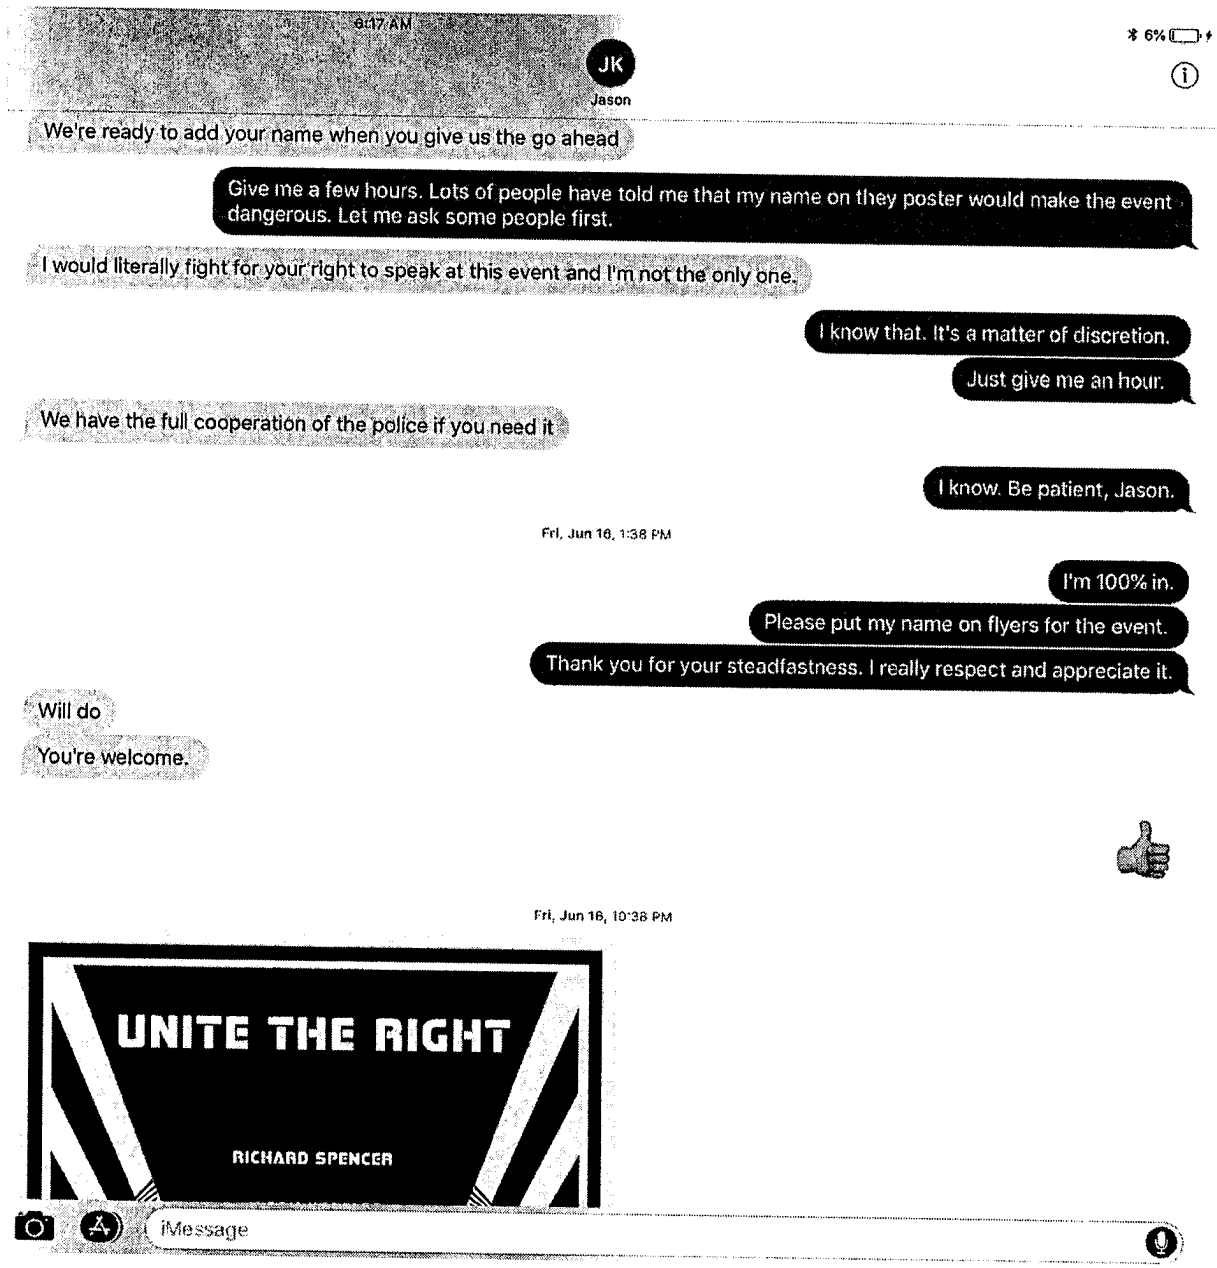 6:17 AM
6%
JK
Jason
We're ready to add your name when you give us the go ahead
Give me a few hours. Lots of people have told me that my name on they poster would make the event
dangerous. Let me ask some people first.
I would literally fight for your right to speak at this event and I'm not the only one.
I know that. It's a matter of discretion.
Just give me an hour.
We have the full cooperation of the police if you need it
I know. Be patient, Jason.
Fri, Jun 16, 1:38 PM
I'm 100% in.
Please put my name on flyers for the event.
Thank you for your steadfastness. I really respect and appreciate it.
Will do
You're welcome.
Fri, Jun 16, 10:38 PM
UNITE THE RIGHT
RICHARD SPENCER
iMessage